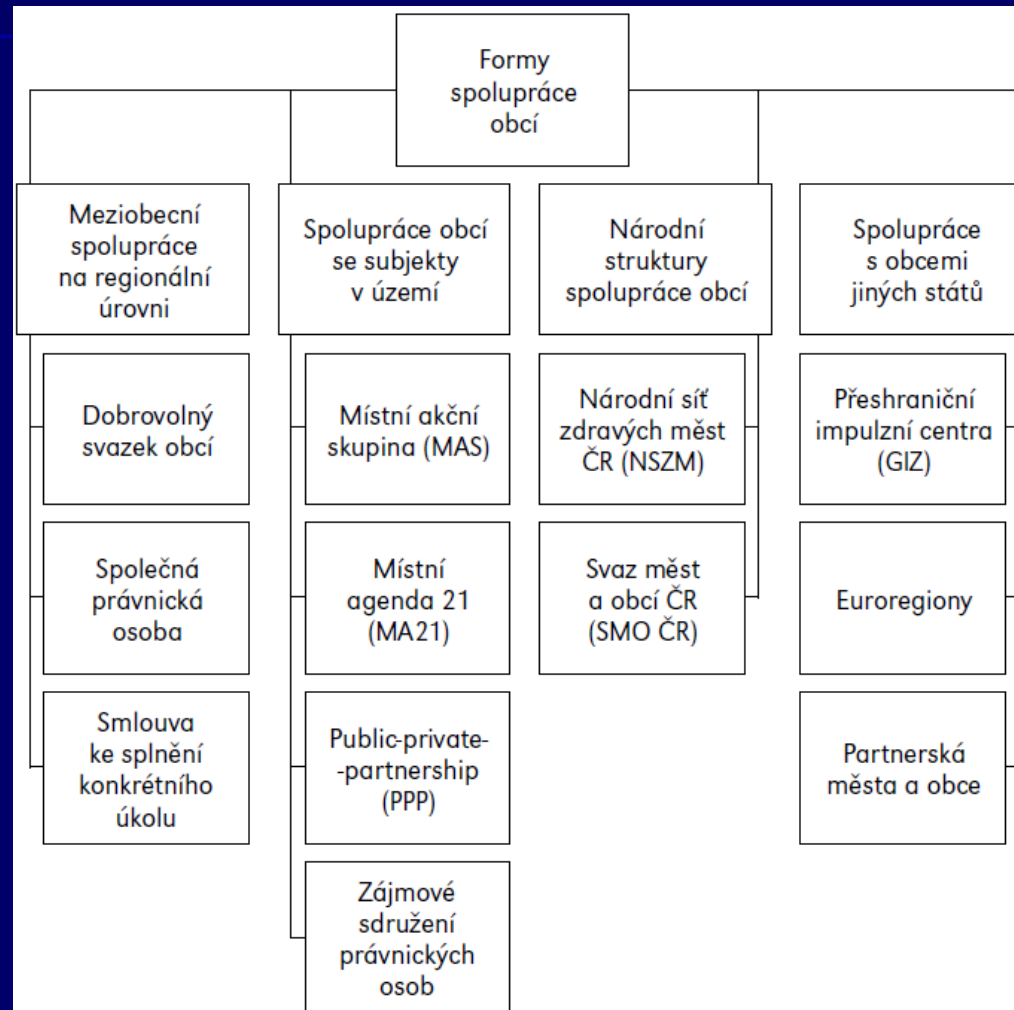 Formy
spolupráce
obcí
Meziobecní
spolupráce
na regionální
úrovni
Dobrovolný
svazek obcí
Společná
právnická
osoba
Smlouva
ke splnění
konkrétního
úkolu
Spolupráce obcí
se subjekty
v území
Místní akční
skupina (MAS)
Místní
agenda 21
(MA21)
Public-private-
-partnership
(PPP)
Zájmové
sdružení
právnických
osob
Národní
struktury
spolupráce obcí
Národní síť
zdravých měst
ČR (NSZM)
Svaz měst
a obcí ČR
(SMO ČR)
Spolupráce
s obcemi
jiných států
Přeshraniční
impulzní centra
(GIZ)
Euroregiony
Partnerská
města a obce